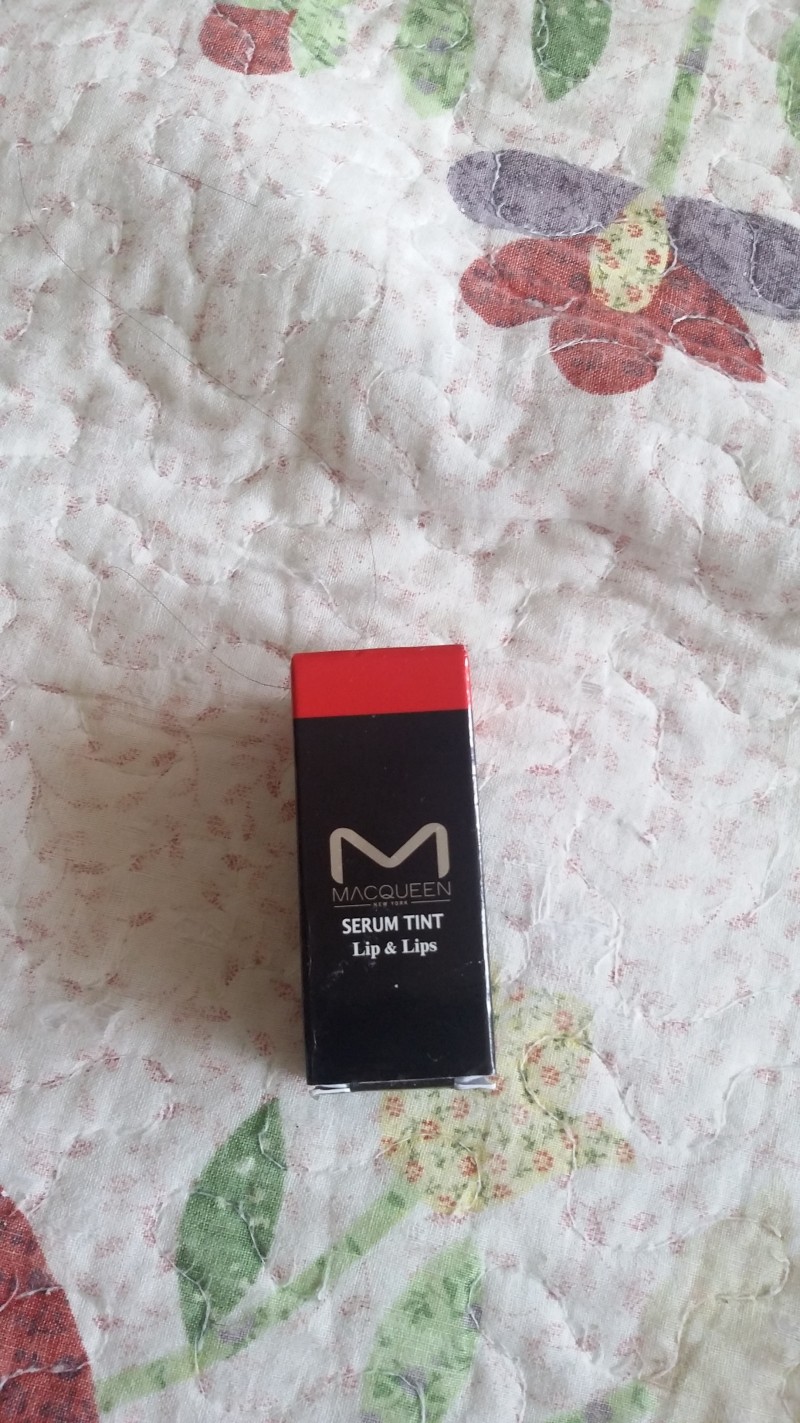 M
MACQUEEN
NEW YORK
SERUM TINT
Lip & Lips